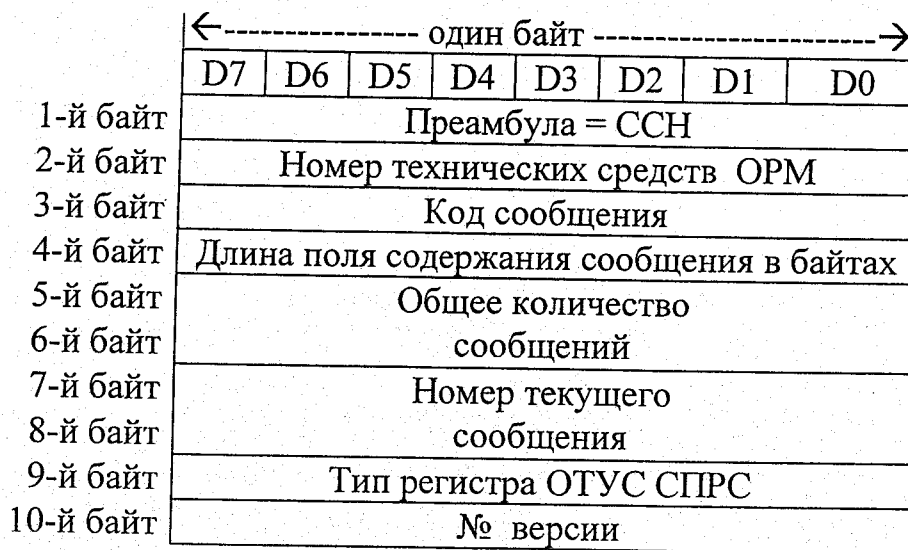 один байт
D7 D6 D5 D4 D3 D2 D1 D0
1-й байт Преамбула = CCH
2-й байт Номер технических средств ОРМ
3-й байт Код сообщения
4-й байт Длина поля содержания сообщения в байтах
5-й байт Общее количество
6-й байт сообщений
7-й байт Номер текущего
8-й байт сообщения
9-й байт Тип регистра ОТУС СПРС
10-й байт № версии